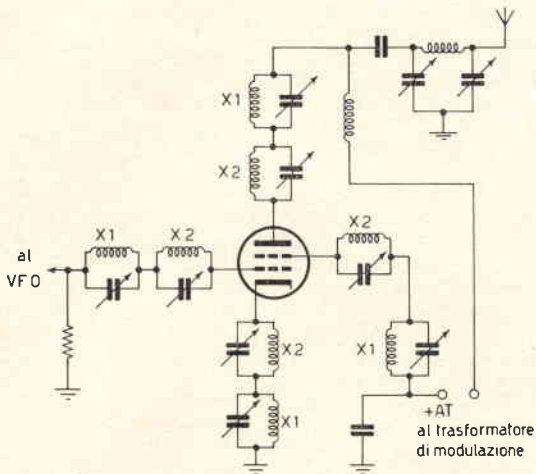 X1
X2
X1
X2
X2
al
VFO
X2
X1
X1
+AT
al trasformatore
di modulazione